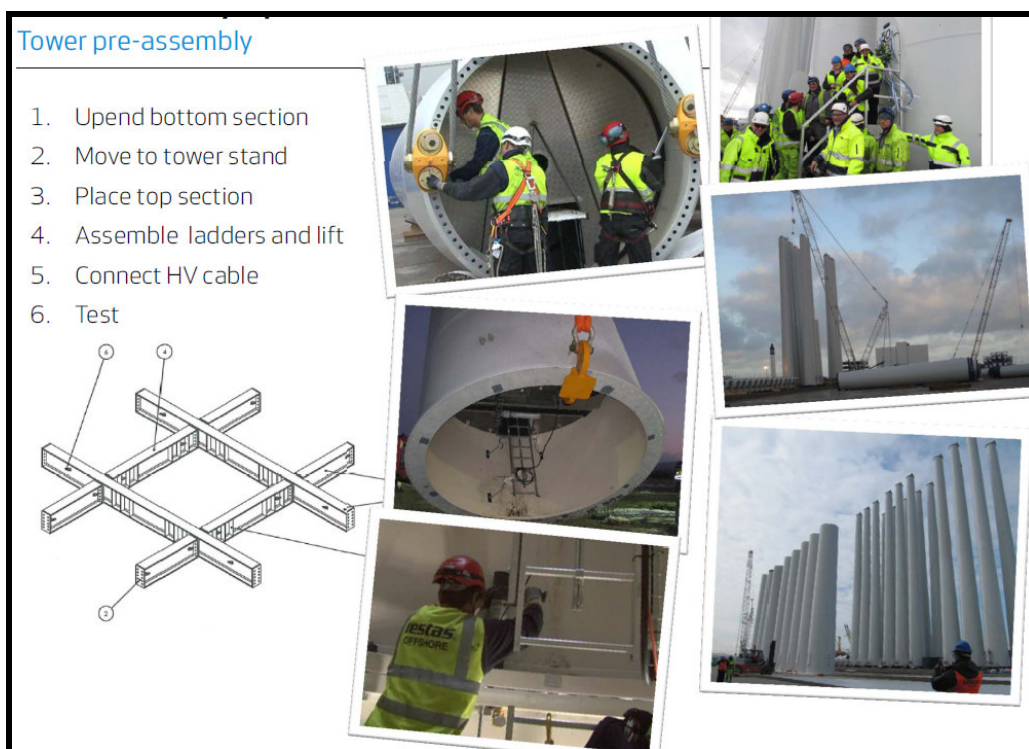 Tower pre-assembly
1. Upend bottom section
2. Move to tower stand
3. Place top section
4. Assemble ladders and lift
5. Connect HV cable
6. Test
6
4
2
Vestas
OFFSHORE